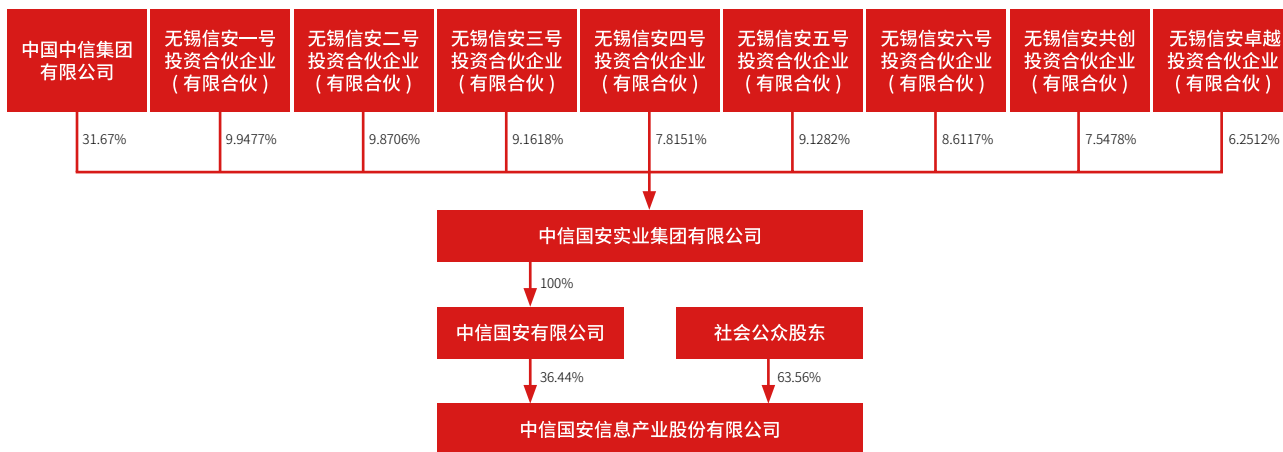 中国中信集团
有限公司
无锡信安一号
投资合伙企业
(有限合伙)
无锡信安二号
投资合伙企业
(有限合伙)
无锡信安三号
投资合伙企业
(有限合伙)
无锡信安四号
投资合伙企业
(有限合伙)
无锡信安五号
投资合伙企业
(有限合伙)
无锡信安六号
投资合伙企业
(有限合伙)
无锡信安共创
投资合伙企业
(有限合伙)
无锡信安卓越
投资合伙企业
(有限合伙)
31.67%
9.9477%
9.8706%
9.1618%
7.8151%
9.1282%
8.6117%
7.5478%
6.2512%
中信国安实业集团有限公司
100%
中信国安有限公司
社会公众股东
36.44%
63.56%
中信国安信息产业股份有限公司